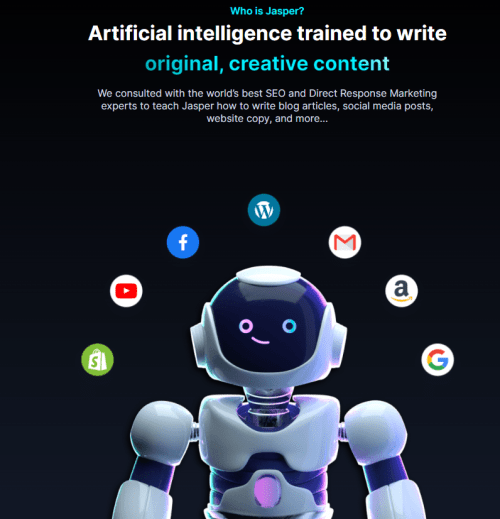 Who is Jasper?
Artificial intelligence trained to write
original, creative content
We consulted with the world's best SEO and Direct Response Marketing
experts to teach Jasper how to write blog articles, social media posts,
website copy, and more...